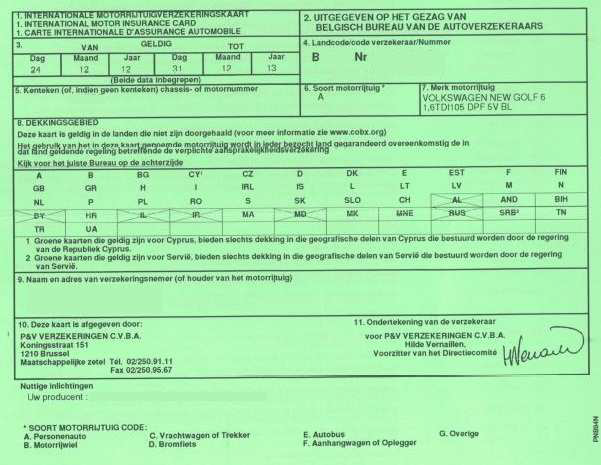 1. INTERNATIONALE MOTORRIJTUIGVERZEKERINGSKAART
1. INTERNATIONAL MOTOR INSURANCE CARD
1. CARTE INTERNATIONALE D'ASSURANCE AUTOMOBILE
2. UITGEGEVEN OP HET GEZAG VAN
BELGISCH BUREAU VAN DE AUTOVERZEKERAARS
3. GELDIG
VAN TOT
Dag Maand Jaar Dag Maand Jaar
24 12 12 31 12 13
(Beide data inbegrepen)
4. Landcode/code verzekeraar/Nummer
B Nr
5. Kenteken (of, indien geen kenteken) chassis- of motornummer
6. Soort motorrijtuig *
A
7. Merk motorrijtuig
VOLKSWAGEN NEW GOLF 6
1,6TDI105 DPF 5V BL
8. DEKKINGSGEBIED
Deze kaart is geldig in de landen die niet zijn doorgehaald (voor meer informatie zie www.cobx.org)
Het gebruik van het in deze kaart genoemde motorrijtuig wordt in ieder bezocht land gegarandeerd overeenkomstig de in
dat land geldende regeling betreffende de verplichte aansprakelijkheidsverzekering
Kijk voor het juiste Bureau op de achterzijde
A B BG CY¹ CZ D DK E EST F FIN
GB GR H I IRL IS L LT LV M N
NL P PL RO S SK SLO CH AL AND BIH
BY HR IL IR MA MD MK MNE RUS SRB² TN
TR UA
1 Groene kaarten die geldig zijn voor Cyprus, bieden slechts dekking in die geografische delen van Cyprus die bestuurd worden door de regering
van de Republiek Cyprus.
2 Groene kaarten die geldig zijn voor Servië, bieden slechts dekking in die geografische delen van Servië die bestuurd worden door de regering
van Servië.
9. Naam en adres van verzekeringsnemer (of houder van het motorrijtuig)
10. Deze kaart is afgegeven door:
P&V VERZEKERINGEN C.V.B.A.
Koningsstraat 151
1210 Brussel
Maatschappelijke zetel Tél. 02/250.91.11
Fax 02/250.95.67
11. Ondertekening van de verzekeraar
voor P&V VERZEKERINGEN C.V.B.A.
Hilde Vernaillen,
Voorzitter van het Directiecomité
Nuttige inlichtingen
Uw producent :
* SOORT MOTORRIJTUIG CODE:
A. Personenauto C. Vrachtwagen of Trekker E. Autobus G. Overige
B. Motorrijwiel D. Bromfiets F. Aanhangwagen of Oplegger